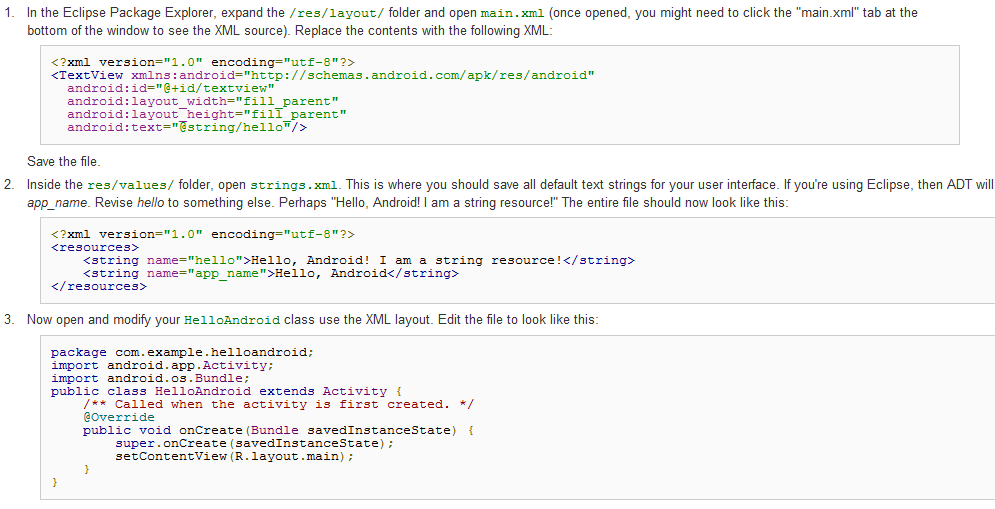 1. In the Eclipse Package Explorer, expand the /res/layout/ folder and open main.xml (once opened, you might need to click the "main.xml" tab at the
bottom of the window to see the XML source). Replace the contents with the following XML:
<?xml version="1.0" encoding="utf-8"?>
<TextView xmlns:android="http://schemas.android.com/apk/res/android"
  android:id="@+id/textview"
  android:layout_width="fill_parent"
  android:layout_height="fill_parent"
  android:text="@string/hello"/>
Save the file.
2. Inside the res/values/ folder, open strings.xml. This is where you should save all default text strings for your user interface. If you're using Eclipse, then ADT will
app_name. Revise hello to something else. Perhaps "Hello, Android! I am a string resource!" The entire file should now look like this:
<?xml version="1.0" encoding="utf-8"?>
<resources>
    <string name="hello">Hello, Android! I am a string resource!</string>
    <string name="app_name">Hello, Android</string>
</resources>
3. Now open and modify your HelloAndroid class use the XML layout. Edit the file to look like this:
package com.example.helloandroid;
import android.app.Activity;
import android.os.Bundle;
public class HelloAndroid extends Activity {
    /** Called when the activity is first created. */
    @Override
    public void onCreate(Bundle savedInstanceState) {
        super.onCreate(savedInstanceState);
        setContentView(R.layout.main);
    }
}